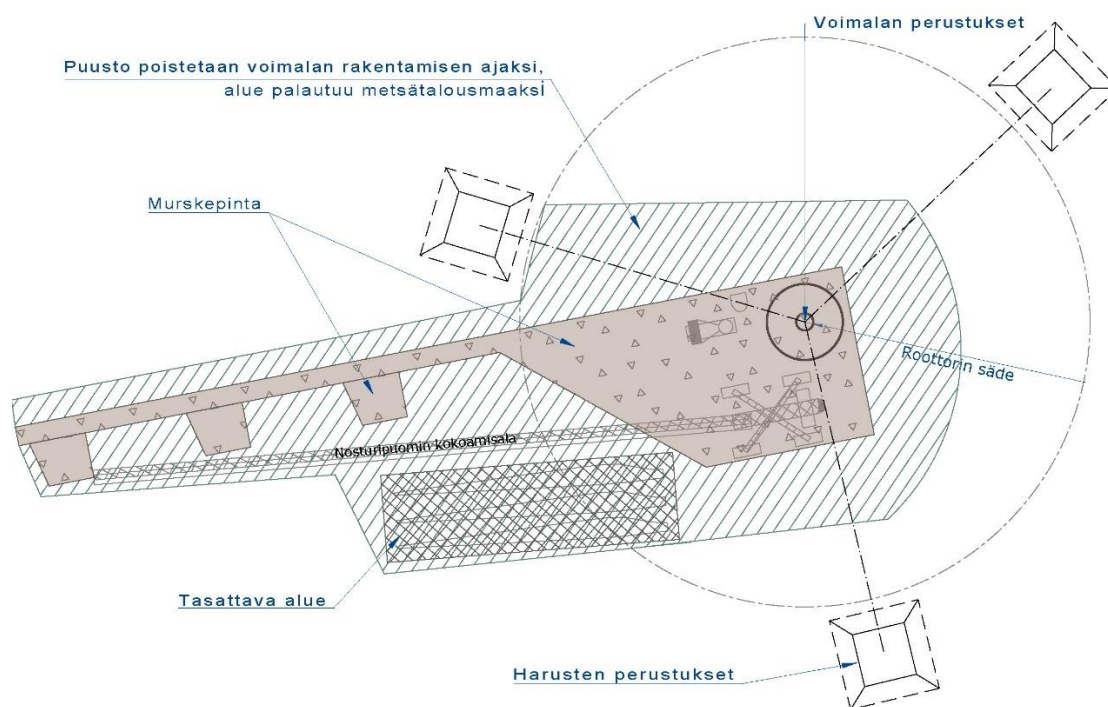 Voimalan perustukset
Puusto poistetaan voimalan rakentamisen ajaksi,
alue palautuu metsätalousmaaksi
Murskepinta
Roottorin säde
Nosturipuomin kokoamisala
Tasattava alue
Harusten perustukset